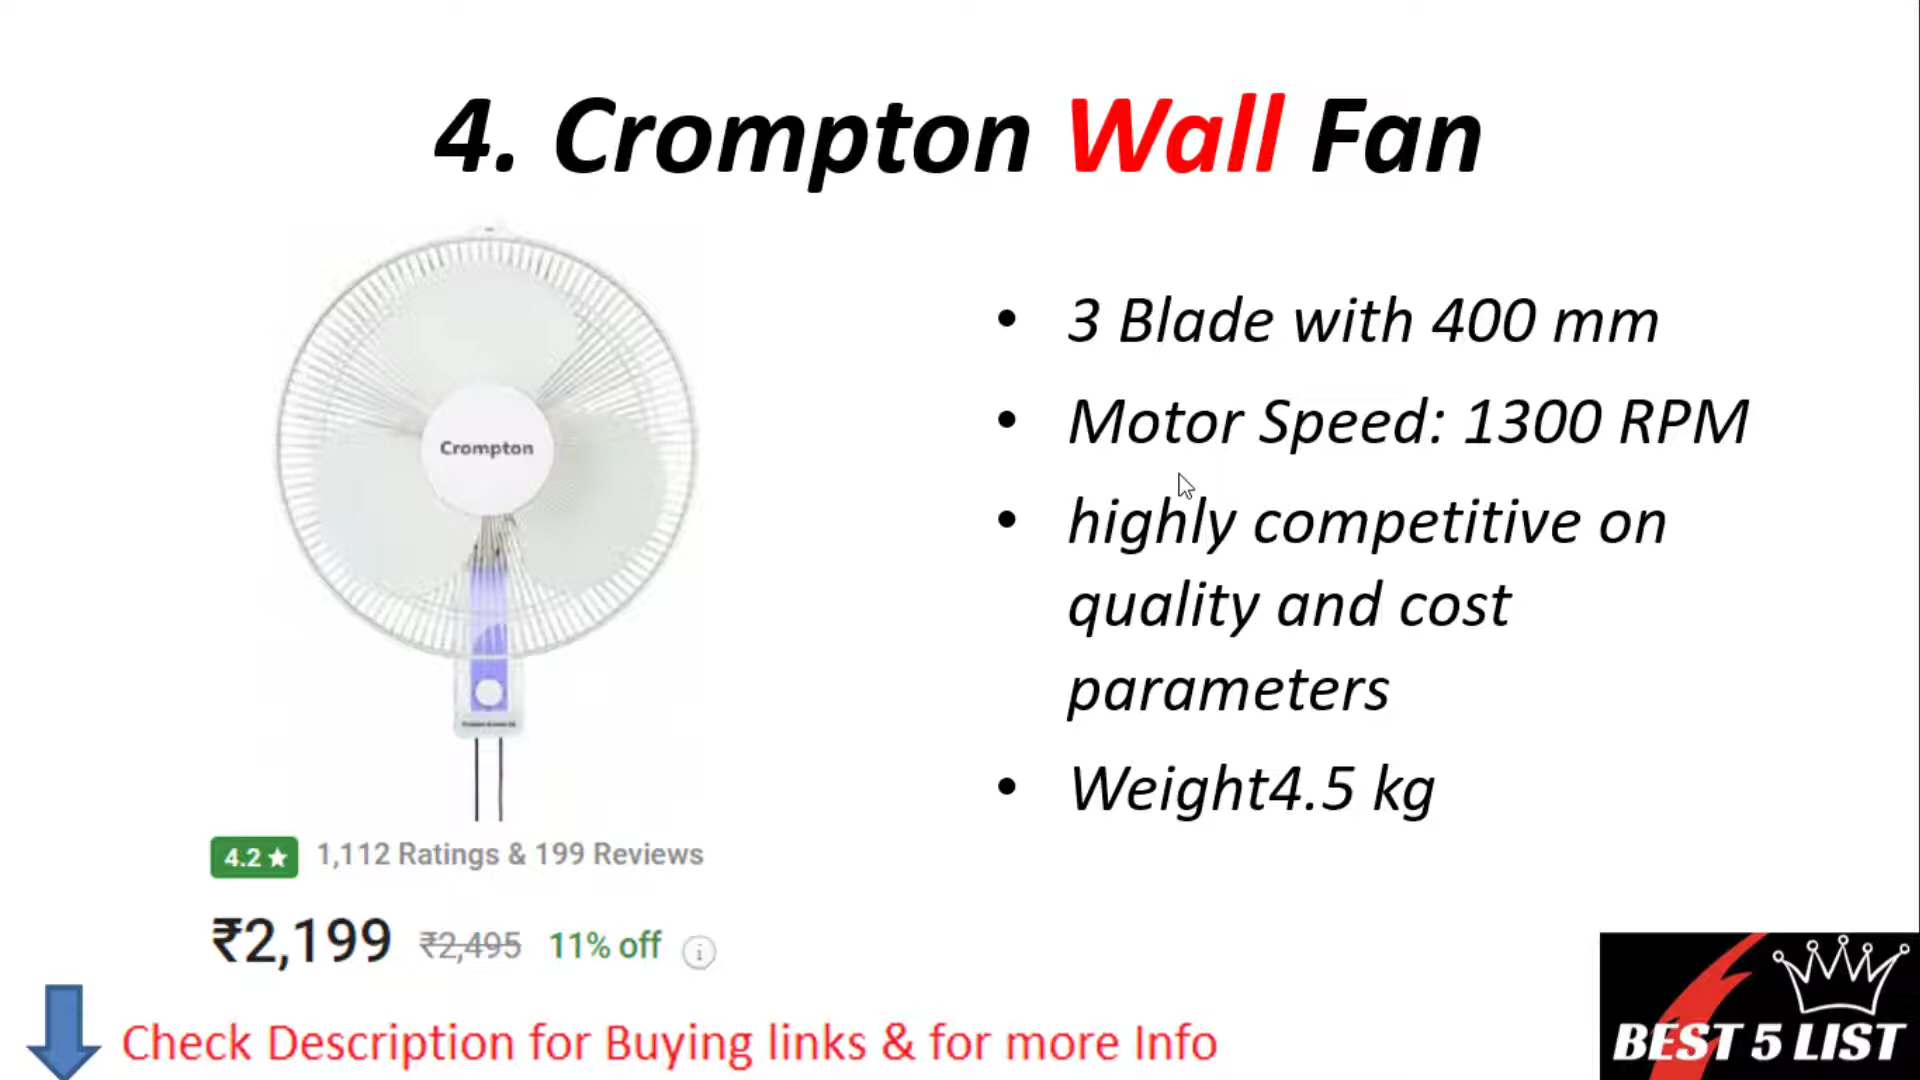 4. Crompton Wall Fan
Crompton
• 3 Blade with 400 mm
• Motor Speed: 1300 RPM
• highly competitive on
quality and cost
parameters
• Weight4.5 kg
4.2★ 1,112 Ratings & 199 Reviews
₹2,199 ₹2,495 11% off
Check Description for Buying links & for more Info
BEST 5 LIST